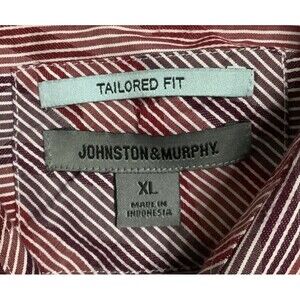 TAILORED FIT
JOHNSTON & MURPHY.
XL
MADE IN
INDONESIA